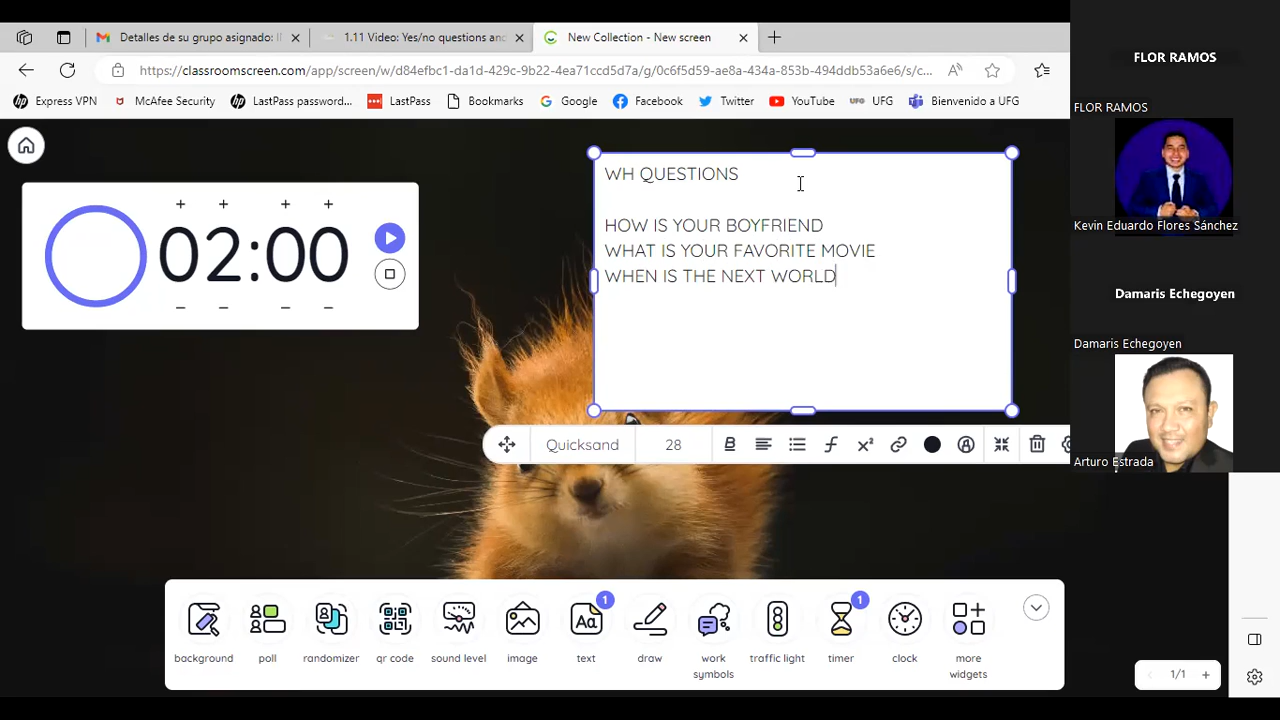 Detalles de su grupo asignado: I
1.11 Video: Yes/no questions and
New Collection - New screen
https://classroomscreen.com/app/screen/w/d84efbc1-da1d-429c-9b22-4ea71ccd5d7a/g/0c6f5d59-ae8a-434a-853b-494ddb53a6e6/s/c...
Express VPN
McAfee Security
LastPass password...
LastPass
Bookmarks
Google
Facebook
Twitter
YouTube
UFG
Bienvenido a UFG
02:00
WH QUESTIONS
HOW IS YOUR BOYFRIEND
WHAT IS YOUR FAVORITE MOVIE
WHEN IS THE NEXT WORLD
Quicksand
28
background
poll
randomizer
qr code
sound level
image
text
1
draw
work symbols
traffic light
timer
1
clock
more widgets
1/1
FLOR RAMOS
FLOR RAMOS
Kevin Eduardo Flores Sánchez
Damaris Echegoyen
Damaris Echegoyen
Arturo Estrada